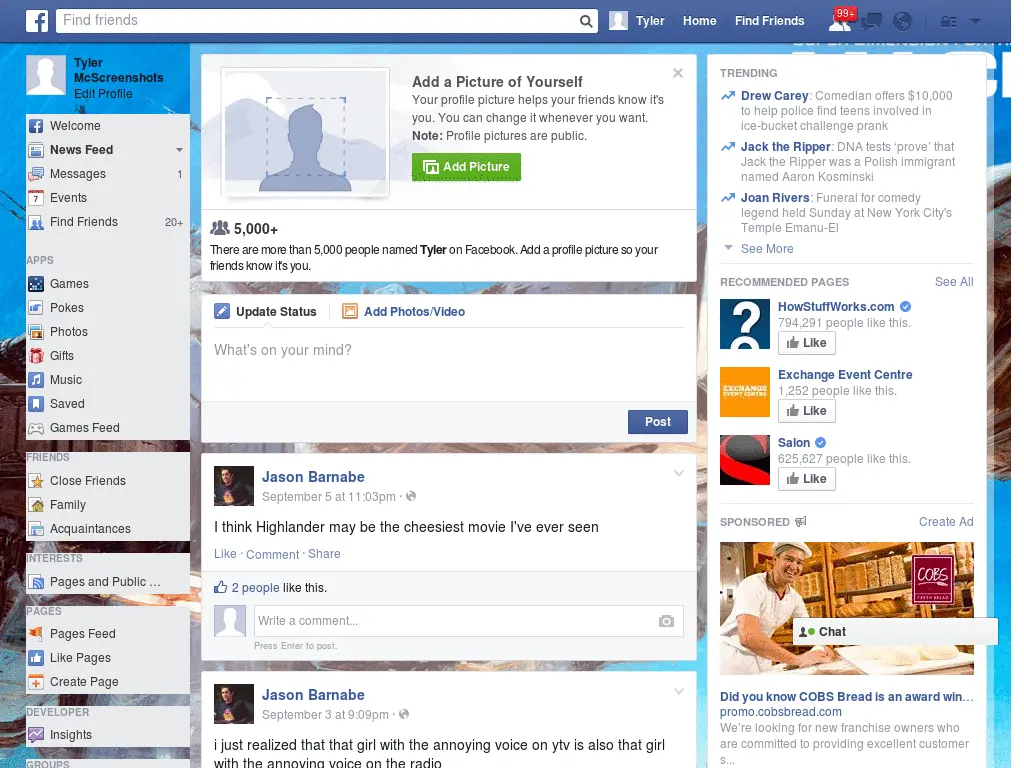 Find friends
Tyler
Home
Find Friends
99+
Tyler
McScreenshots
Edit Profile
Welcome
News Feed
Messages 1
7 Events
Find Friends 20+
APPS
Games
Pokes
Photos
Gifts
Music
Saved
Games Feed
FRIENDS
Close Friends
Family
Acquaintances
INTERESTS
Pages and Public ...
PAGES
Pages Feed
Like Pages
Create Page
DEVELOPER
Insights
GROUPS
Add a Picture of Yourself
Your profile picture helps your friends know it's
you. You can change it whenever you want.
Note: Profile pictures are public.
Add Picture
5,000+
There are more than 5,000 people named Tyler on Facebook. Add a profile picture so your
friends know it's you.
Update Status
Add Photos/Video
What's on your mind?
Post
Jason Barnabe
September 5 at 11:03pm ·
I think Highlander may be the cheesiest movie I've ever seen
Like · Comment · Share
2 people like this.
Write a comment...
Press Enter to post.
Jason Barnabe
September 3 at 9:09pm ·
i just realized that that girl with the annoying voice on ytv is also that girl
with the annoying voice on the radio
TRENDING
Drew Carey: Comedian offers $10,000
to help police find teens involved in
ice-bucket challenge prank
Jack the Ripper: DNA tests ‘prove’ that
Jack the Ripper was a Polish immigrant
named Aaron Kosminski
Joan Rivers: Funeral for comedy
legend held Sunday at New York City's
Temple Emanu-El
See More
RECOMMENDED PAGES See All
HowStuffWorks.com
794,291 people like this.
Like
EXCHANGE
EVENT CENTRE
Exchange Event Centre
1,252 people like this.
Like
Salon
625,627 people like this.
Like
SPONSORED Create Ad
COBS
Chat
Did you know COBS Bread is an award win...
promo.cobsbread.com
We're looking for new franchise owners who
are committed to providing excellent customer
s...